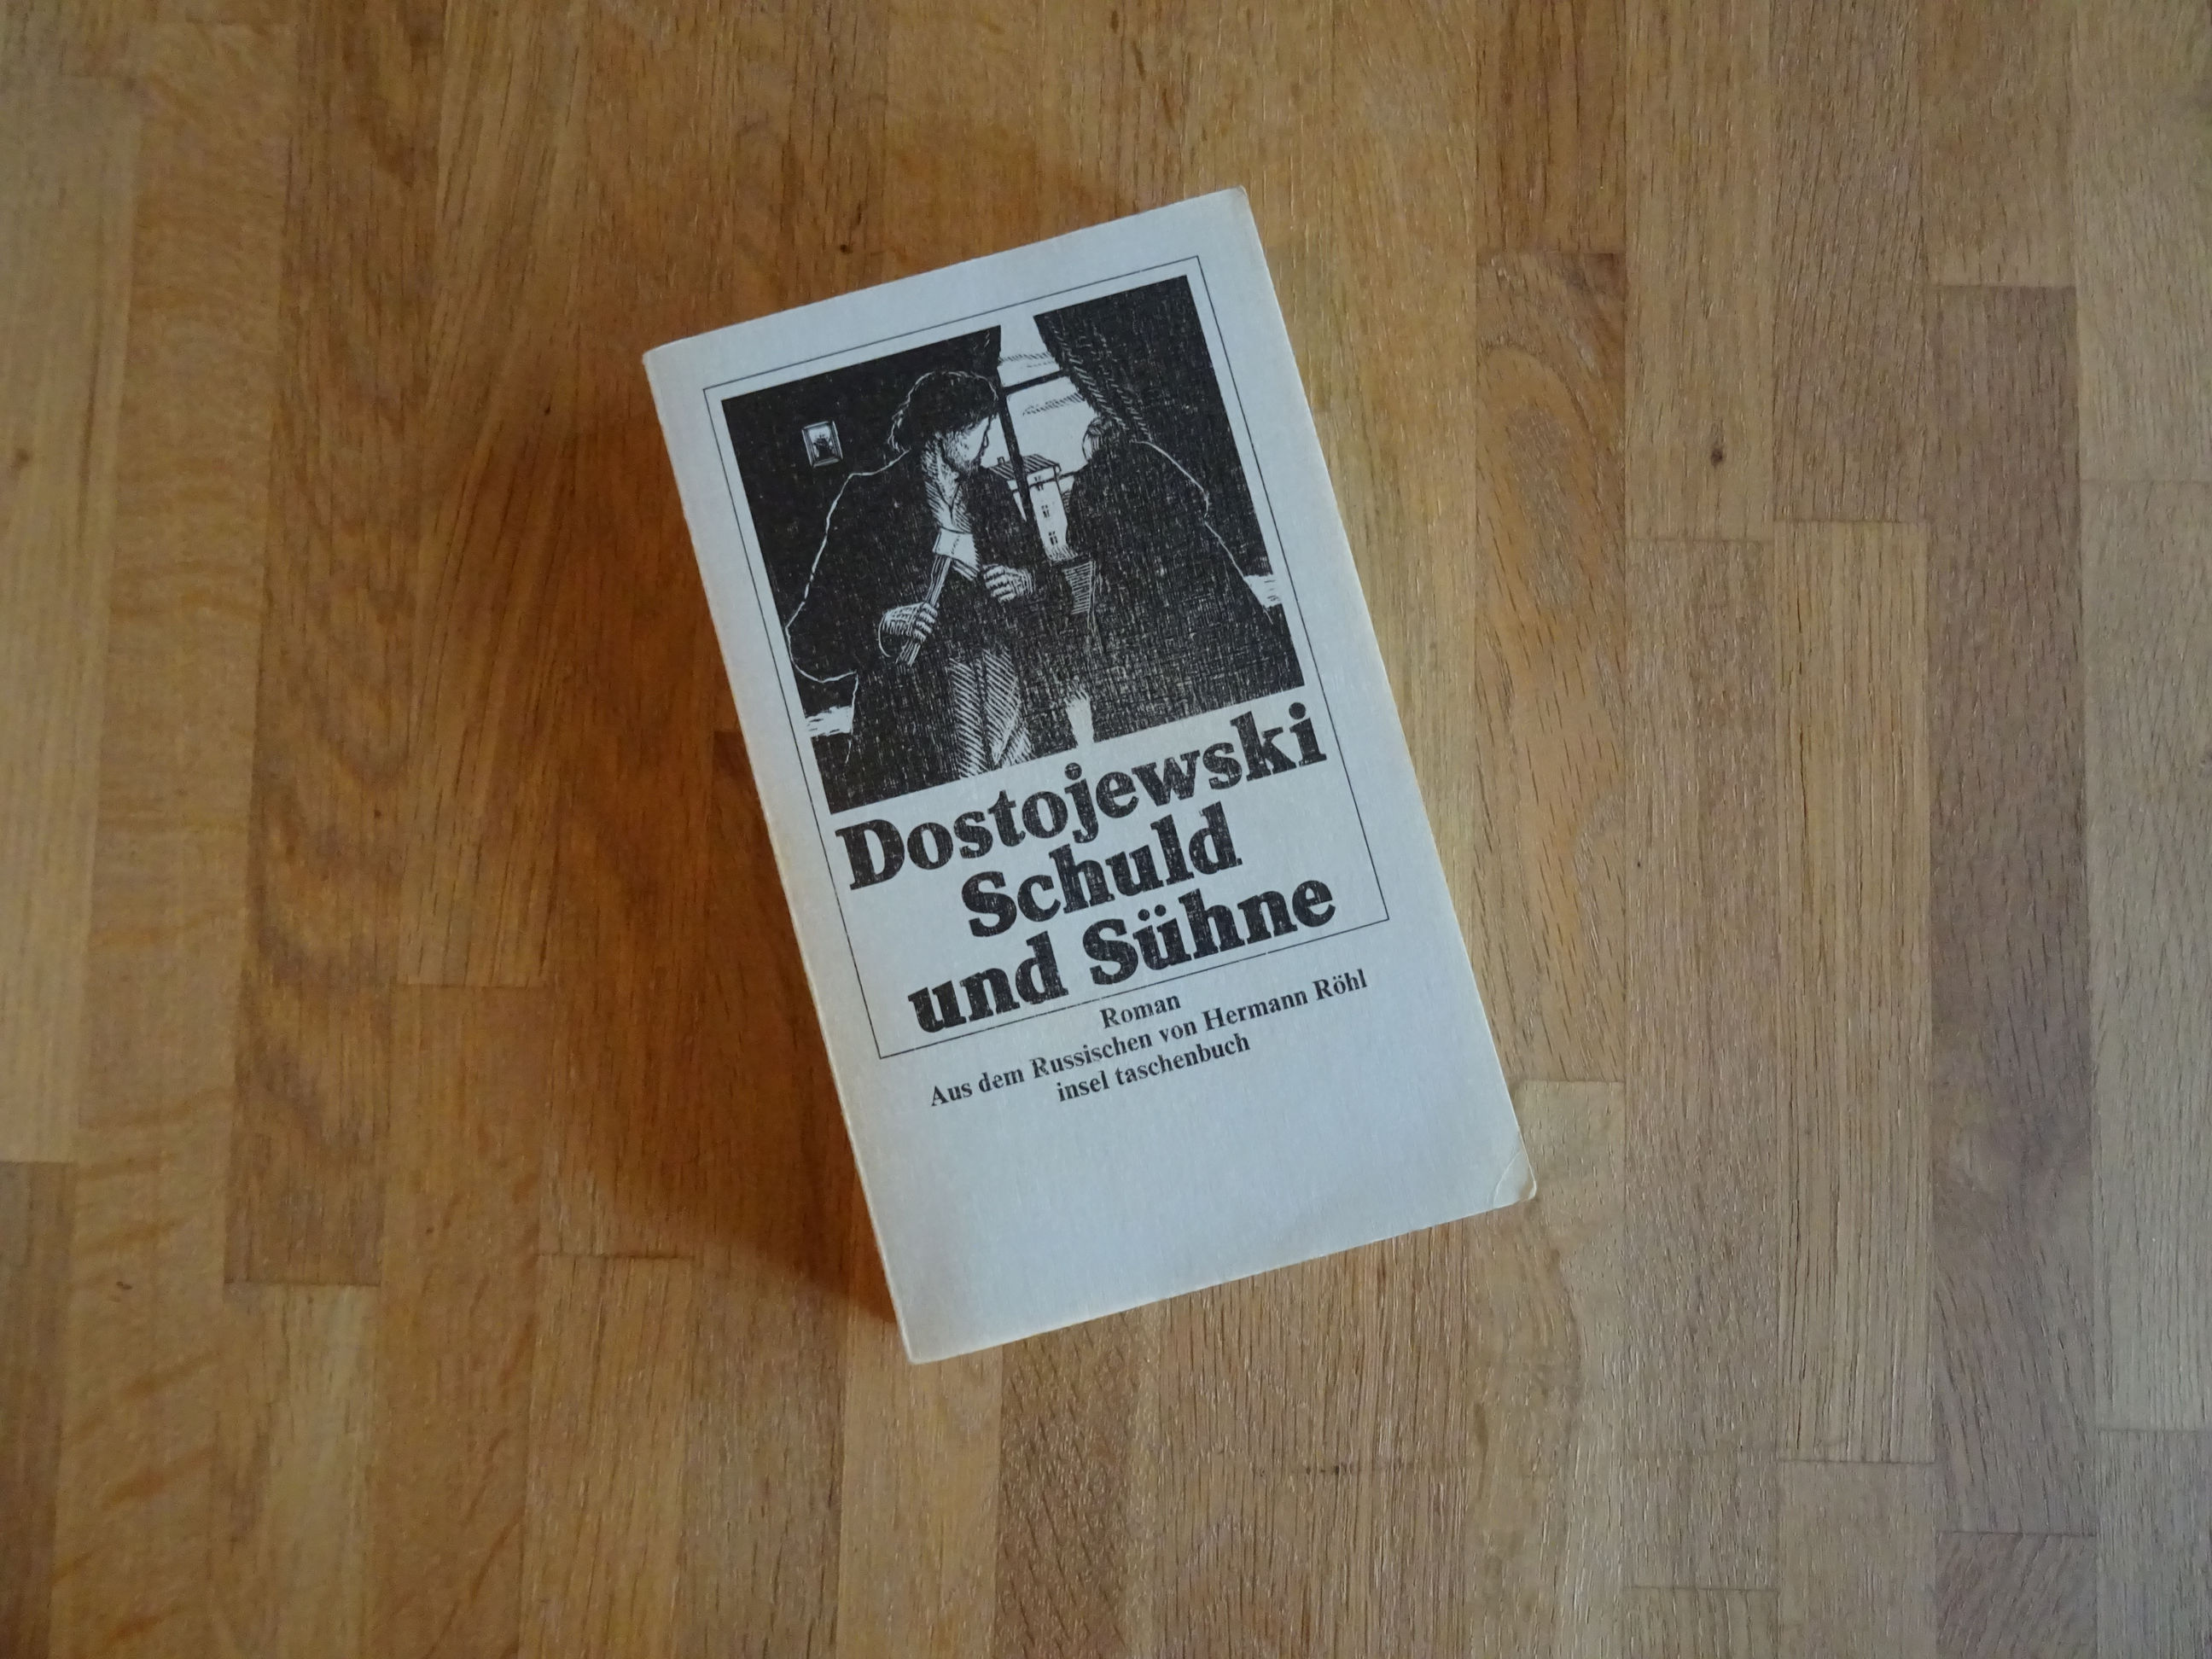 Dostojewski
Schuld
und Sühne
Roman
Aus dem Russischen von Hermann Röhl
insel taschenbuch